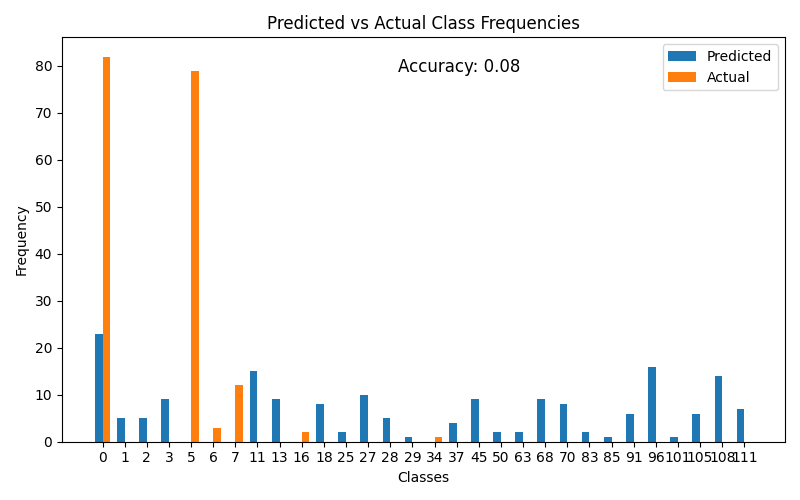 Predicted vs Actual Class Frequencies
Accuracy: 0.08
Predicted
Actual
Frequency
80
70
60
50
40
30
20
10
0
0 1 2 3 5 6 7 11 13 16 18 25 27 28 29 34 37 45 50 63 68 70 83 85 91 96 101 105 108 111
Classes